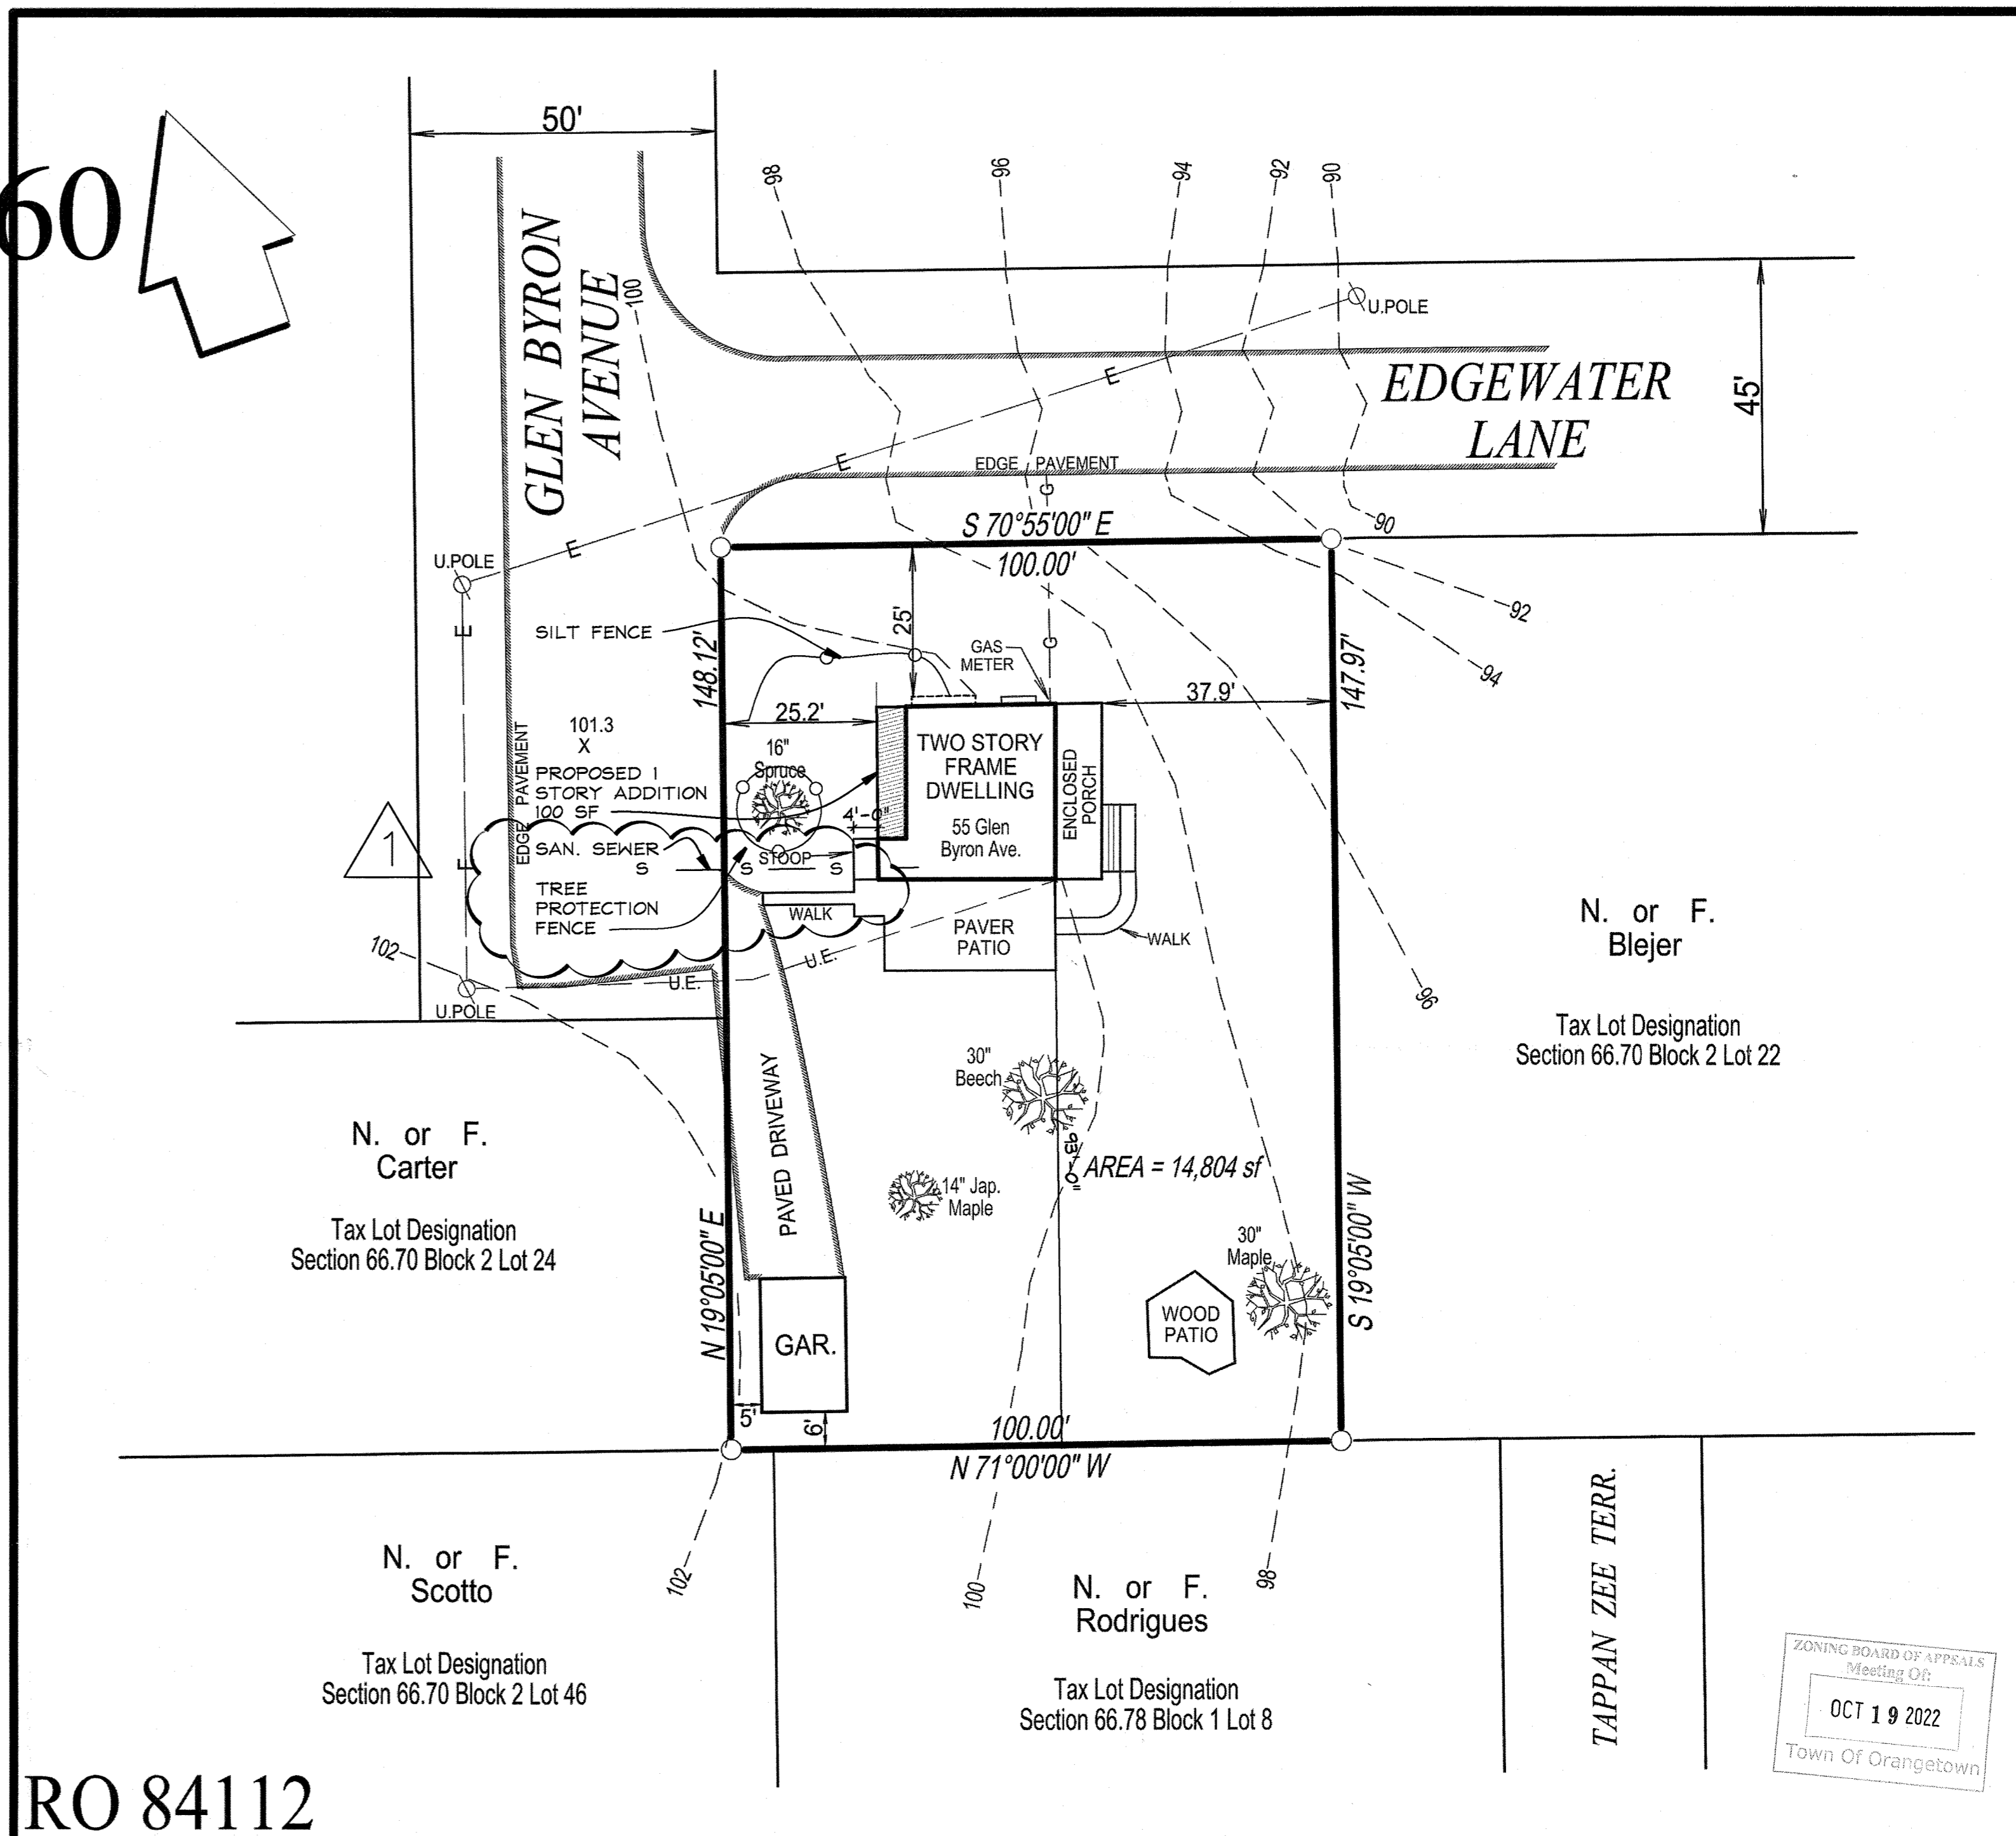 50'
60
98
96
94
92
90
GLEN BYRON
AVENUE
100
U.POLE
EDGEWATER
LANE
45'
E
E
EDGE PAVEMENT
G
S 70°55'00" E
90
100.00'
E
U.POLE
92
E
SILT FENCE
148.12'
25'
GAS
METER
G
94
147.97'
37.9'
25.2'
101.3
X
EDGE PAVEMENT
16"
Spruce
TWO STORY
FRAME
DWELLING
55 Glen
Byron Ave.
ENCLOSED
PORCH
PROPOSED 1
STORY ADDITION
100 SF
4'-0"
1
SAN. SEWER
STOOP
E
S
S
S
TREE
PROTECTION
FENCE
WALK
PAVER
PATIO
WALK
102
U.E.
U.E.
U.POLE
96
N. or F.
Blejer
Tax Lot Designation
Section 66.70 Block 2 Lot 22
30"
Beech
PAVED DRIVEWAY
N. or F.
Carter
Tax Lot Designation
Section 66.70 Block 2 Lot 24
93'-0"
AREA = 14,804 sf
14" Jap.
Maple
N 19°05'00" E
S 19°05'00" W
30"
Maple
WOOD
PATIO
GAR.
5'
6'
100.00'
N 71°00'00" W
102
100
98
N. or F.
Scotto
Tax Lot Designation
Section 66.70 Block 2 Lot 46
N. or F.
Rodrigues
Tax Lot Designation
Section 66.78 Block 1 Lot 8
TAPPAN ZEE TERR.
ZONING BOARD OF APPEALS
Meeting Of:
OCT 19 2022
Town Of Orangetown
RO 84112